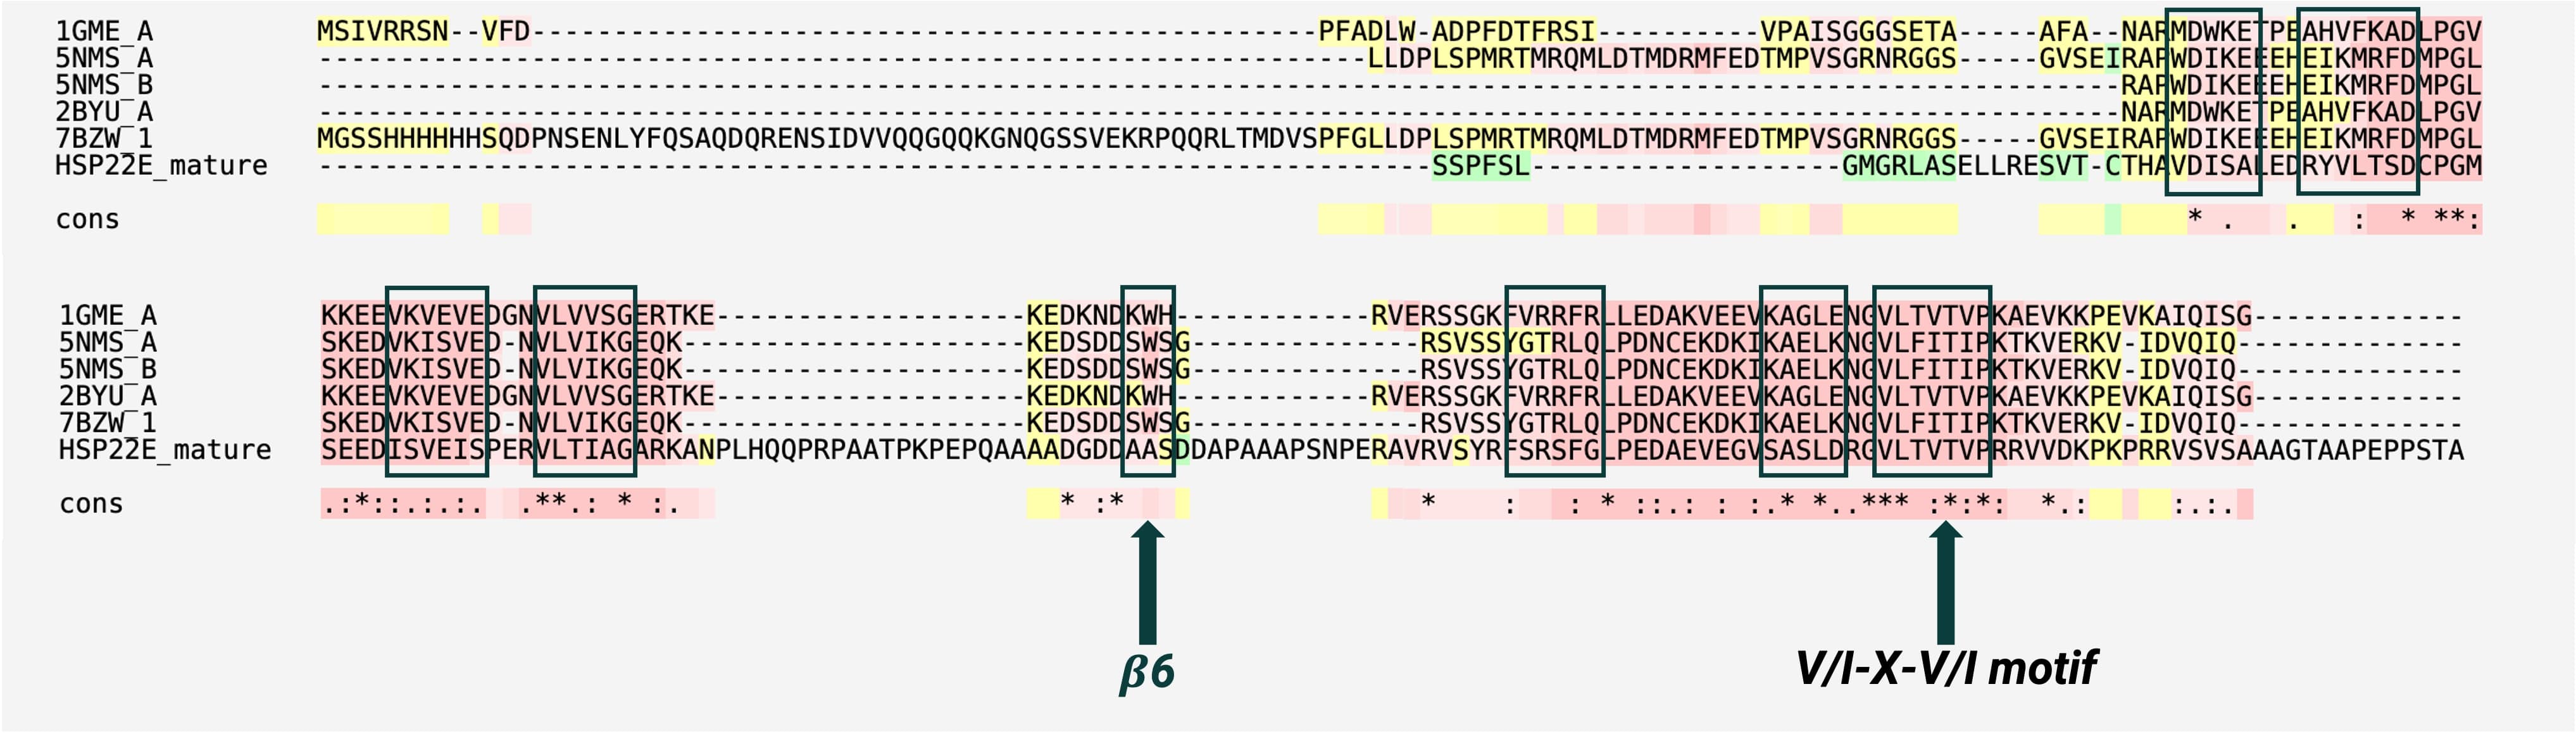 1GME_A MSIVRRSN--VFD------------------------------------------------PFADLW-ADPFDTFRSI----------VPAISGGGSETA-----AFA--NARMDWKETPEAHVFKADLPGV
5NMS_A ----------------------------------------------------------------LLDPLSPMRTMRQMLDTMDRMFEDTMPVSGRNRGGS-----GVSEIRAPWDIKEEEHEIKMRFDMPGL
5NMS_B --------------------------------------------------------------------------------------------------------------RAPWDIKEEEHEIKMRFDMPGL
2BYU_A --------------------------------------------------------------------------------------------------------------NARMDWKETPEAHVFKADLPGV
7BZW_1 MGSSHHHHHHSQDPNSENLYFQSAQDQRENSIDVVQQGQQKGNQGSSVEKRPQQRLTMDVSPFGLLDPLSPMRTMRQMLDTMDRMFEDTMPVSGRNRGGS-----GVSEIRAPWDIKEEEHEIKMRFDMPGL
HSP22E_mature --------------------------------------------------------------------SSPFSL-------------------GMGRLASELLRESVT-CTHAVDISALEDRYVLTSDCPGM
cons * . . : * **:
1GME_A KKEEVKVEVEDGNVLVVSGERTKE-------------------KEDKNDKWH------------RVERSSGKFVRRFRLLEDAKVEEVKAGLENGVLTVTVPKAEVKKPEVKAIQISG-------------
5NMS_A SKEDVKISVED-NVLVIKGEQK---------------------KEDSDDSWSG--------------RSVSSYGTRLQLPDNCEKDKIKAELKNGVLFITIPKTKVERKV-IDVQIQ--------------
5NMS_B SKEDVKISVED-NVLVIKGEQK---------------------KEDSDDSWSG--------------RSVSSYGTRLQLPDNCEKDKIKAELKNGVLFITIPKTKVERKV-IDVQIQ--------------
2BYU_A KKEEVKVEVEDGNVLVVSGERTKE-------------------KEDKNDKWH------------RVERSSGKFVRRFRLLEDAKVEEVKAGLENGVLTVTVPKAEVKKPEVKAIQISG-------------
7BZW_1 SKEDVKISVED-NVLVIKGEQK---------------------KEDSDDSWSG--------------RSVSSYGTRLQLPDNCEKDKIKAELKNGVLFITIPKTKVERKV-IDVQIQ--------------
HSP22E_mature SEEDISVEISPERVLTIAGARKANPLHQQPRPAATPKPEPQAAAADGDDAASDDAPAAAPSNPERAVRVSYRFSRSFGLPEDAEVEGVSASLDRGVLTVTVPRRVVDKPKPRRVSVSAAAGTAAPEPPSTA
cons .:*::.:.:. .**.: * :. * :* * : : * ::.: : :.* *..*** :*:*: *.: :.:.
β6
V/I-X-V/I motif